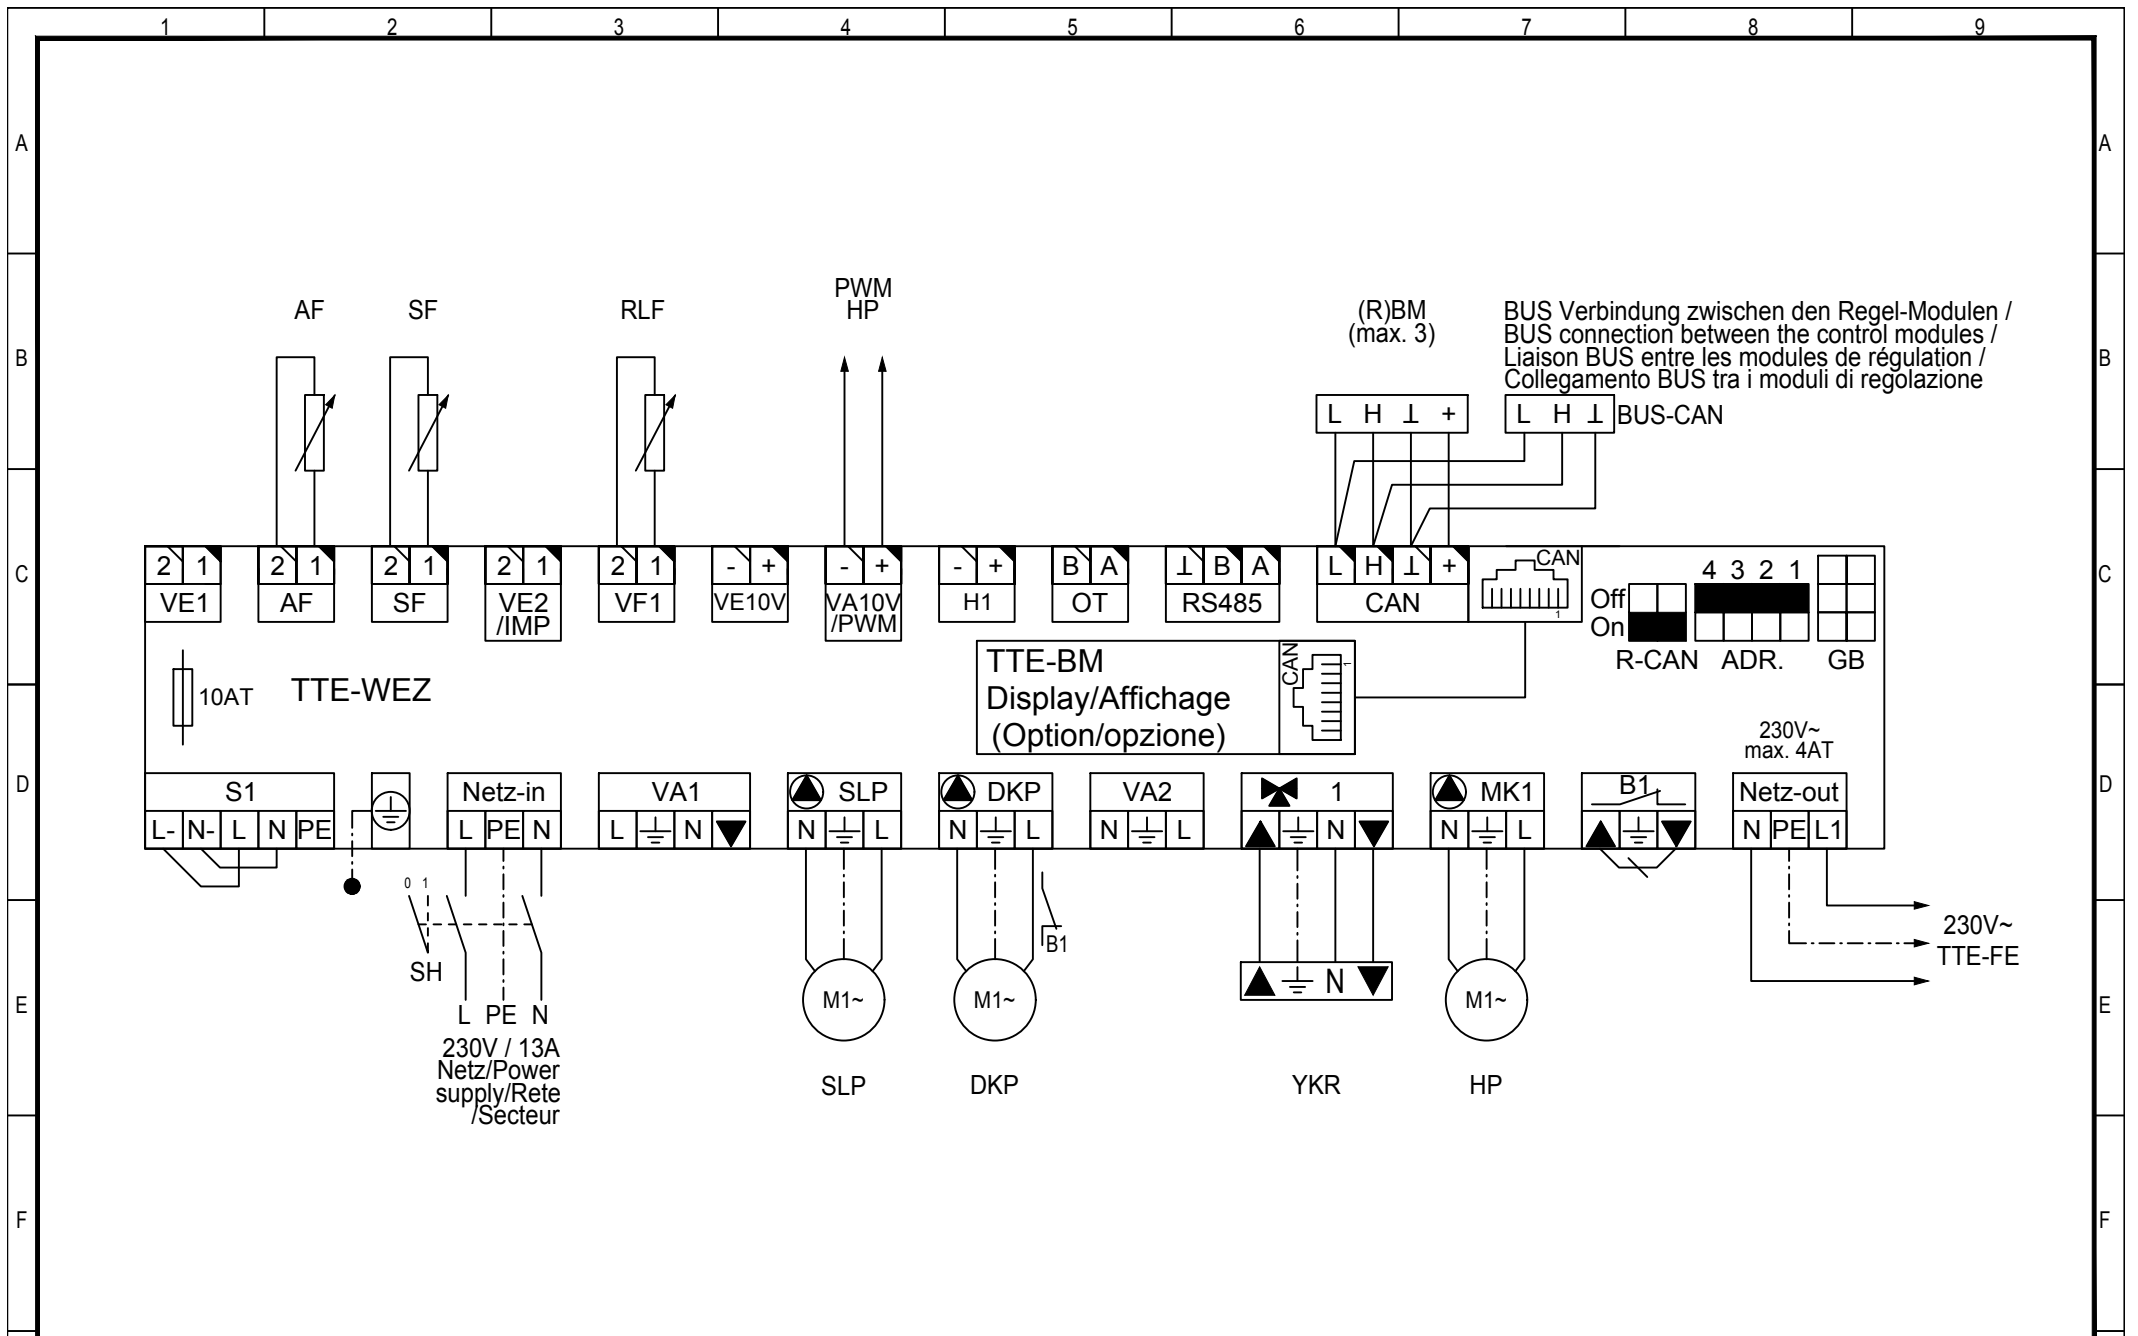 1 2 3 4 5 6 7 8 9
A A
B B
AF SF RLF
PWM
HP
(R)BM
(max. 3)
BUS Verbindung zwischen den Regel-Modulen /
BUS connection between the control modules /
Liaison BUS entre les modules de régulation /
Collegamento BUS tra i moduli di regolazione
L H ⊥ +
L H ⊥ BUS-CAN
C C
2 1 2 1 2 1 2 1 2 1 - + - + - + B A ⊥ B A L H ⊥ + CAN
VE1 AF SF VE2 VF1 VE10V VA10V H1 OT RS485 CAN 1
/IMP /PWM
4 3 2 1
Off
On
R-CAN ADR. GB
10AT
TTE-WEZ
TTE-BM
Display/Affichage
(Option/opzione)
CAN
1
230V~
max. 4AT
D D
S1 Netz-in VA1 SLP DKP VA2 1 MK1 B1 Netz-out
L- N- L N PE L PE N L N N L N L N L N N L N PE L1
0 1
SH
B1
L PE N
230V / 13A
Netz/Power
supply/Rete
/Secteur
M1~ M1~ N M1~
230V~
TTE-FE
E E
SLP DKP YKR HP
F F